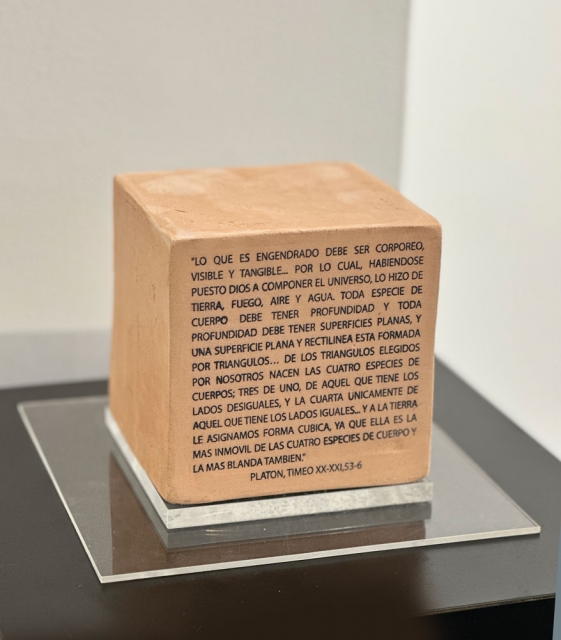 "LO QUE ES ENGENDRADO DEBE SER CORPOREO,
VISIBLE Y TANGIBLE... POR LO CUAL, HABIENDOSE
PUESTO DIOS A COMPONER EL UNIVERSO, LO HIZO DE
TIERRA, FUEGO, AIRE Y AGUA. TODA ESPECIE DE
CUERPO DEBE TENER PROFUNDIDAD Y TODA
PROFUNDIDAD DEBE TENER SUPERFICIES PLANAS, Y
UNA SUPERFICIE PLANA Y RECTILINEA ESTA FORMADA
POR TRIANGULOS... DE LOS TRIANGULOS ELEGIDOS
POR NOSOTROS NACEN LAS CUATRO ESPECIES DE
CUERPOS; TRES DE UNO, DE AQUEL QUE TIENE LOS
LADOS DESIGUALES, Y LA CUARTA UNICAMENTE DE
AQUEL QUE TIENE LOS LADOS IGUALES... Y A LA TIERRA
LE ASIGNAMOS FORMA CUBICA, YA QUE ELLA ES LA
MAS INMOVIL DE LAS CUATRO ESPECIES DE CUERPO Y
LA MAS BLANDA TAMBIEN."
PLATON, TIMEO XX-XXI,53-6